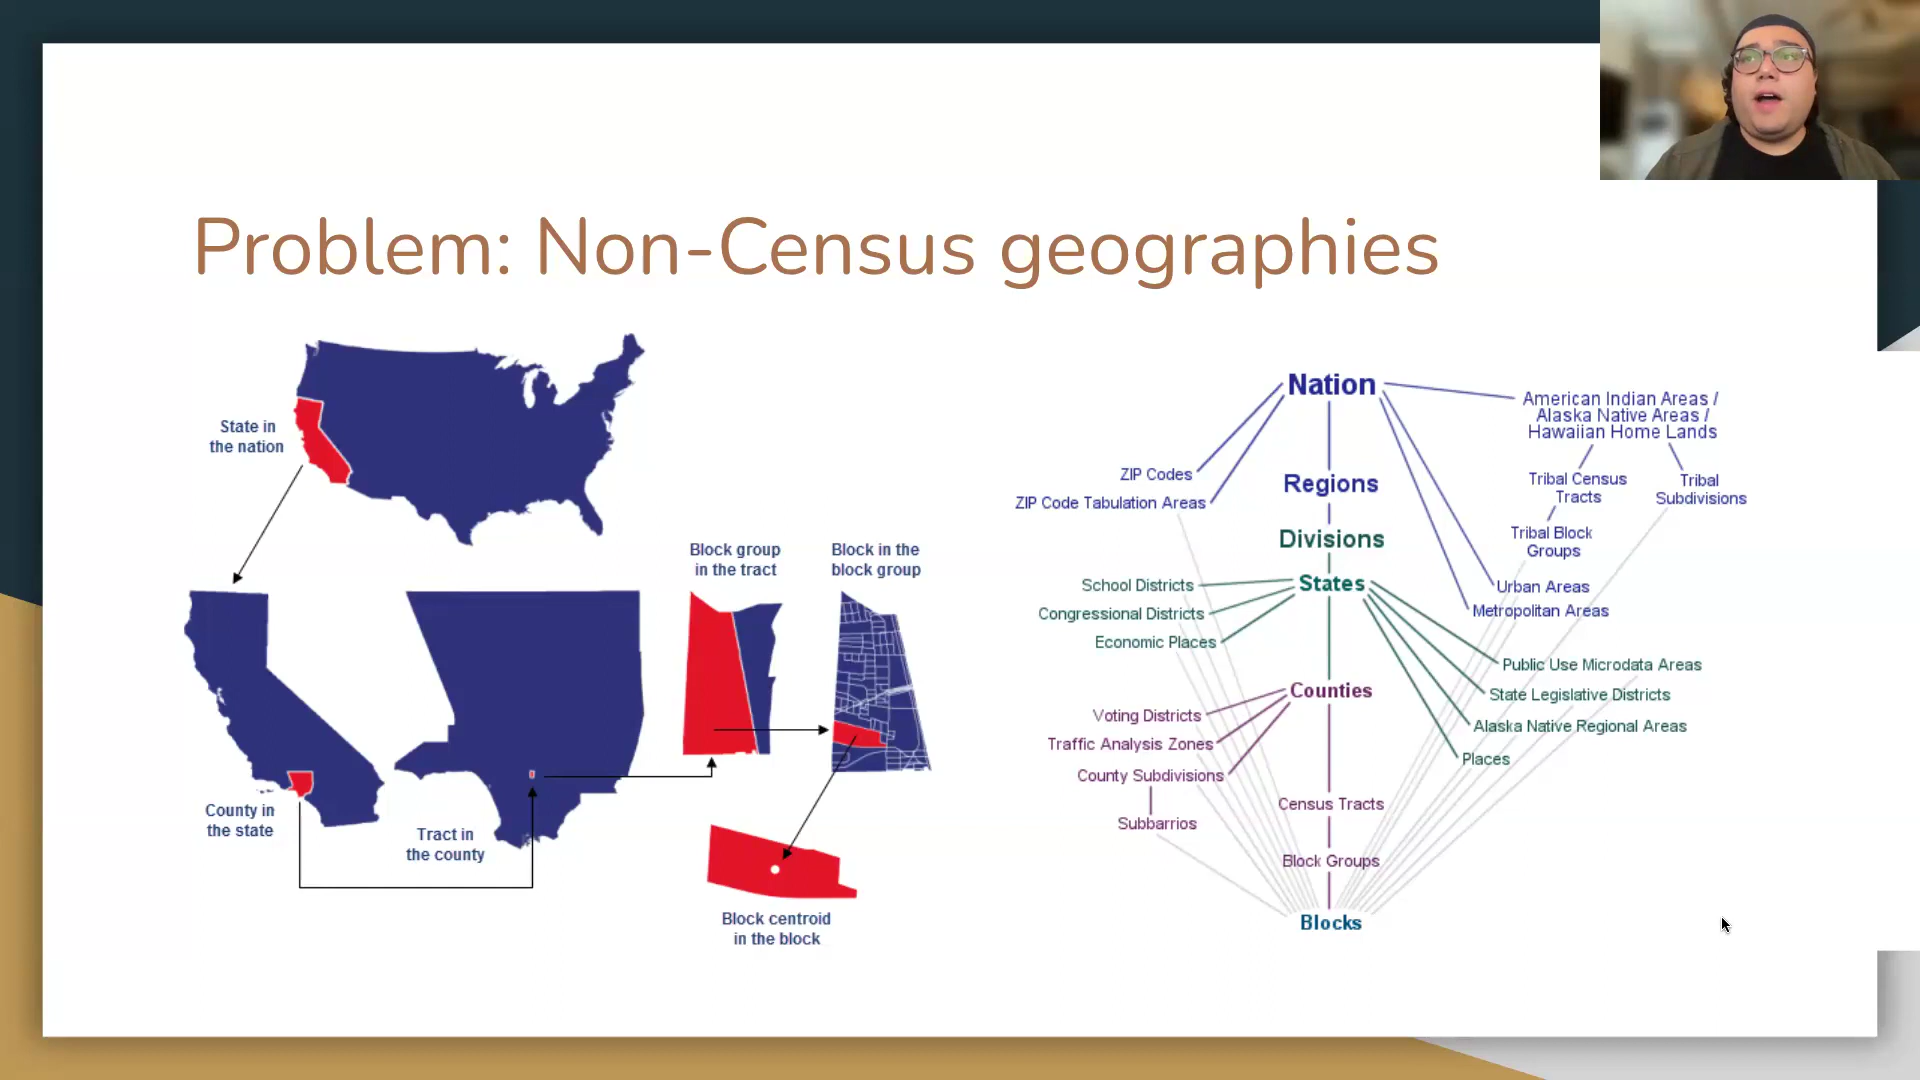 Problem: Non-Census geographies
State in
the nation
County in
the state
Tract in
the county
Block group
in the tract
Block in the
block group
Block centroid
in the block
Nation
American Indian Areas /
Alaska Native Areas /
Hawaiian Home Lands
ZIP Codes
ZIP Code Tabulation Areas
Regions
Tribal Census
Tracts
Tribal
Subdivisions
Tribal Block
Groups
Divisions
States
School Districts
Congressional Districts
Economic Places
Urban Areas
Metropolitan Areas
Public Use Microdata Areas
State Legislative Districts
Alaska Native Regional Areas
Places
Counties
Voting Districts
Traffic Analysis Zones
County Subdivisions
Subbarrios
Census Tracts
Block Groups
Blocks